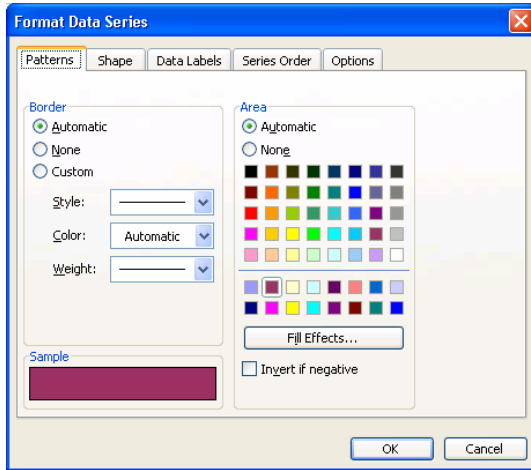 Format Data Series
Patterns Shape Data Labels Series Order Options
Border
Automatic
None
Custom
Style:
Color: Automatic
Weight:
Sample
Area
Automatic
None
Fill Effects...
Invert if negative
OK Cancel